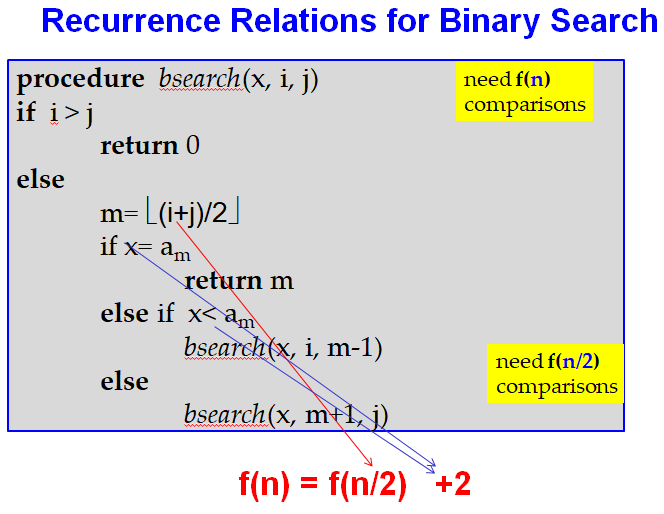 Recurrence Relations for Binary Search
procedure bsearch(x, i, j)
need f(n)
comparisons
if i > j
return 0
else
m= ⌊(i+j)/2⌋
if x= aₘ
return m
else if x< aₘ
bsearch(x, i, m-1)
need f(n/2)
comparisons
else
bsearch(x, m+1, j)
f(n) = f(n/2) +2